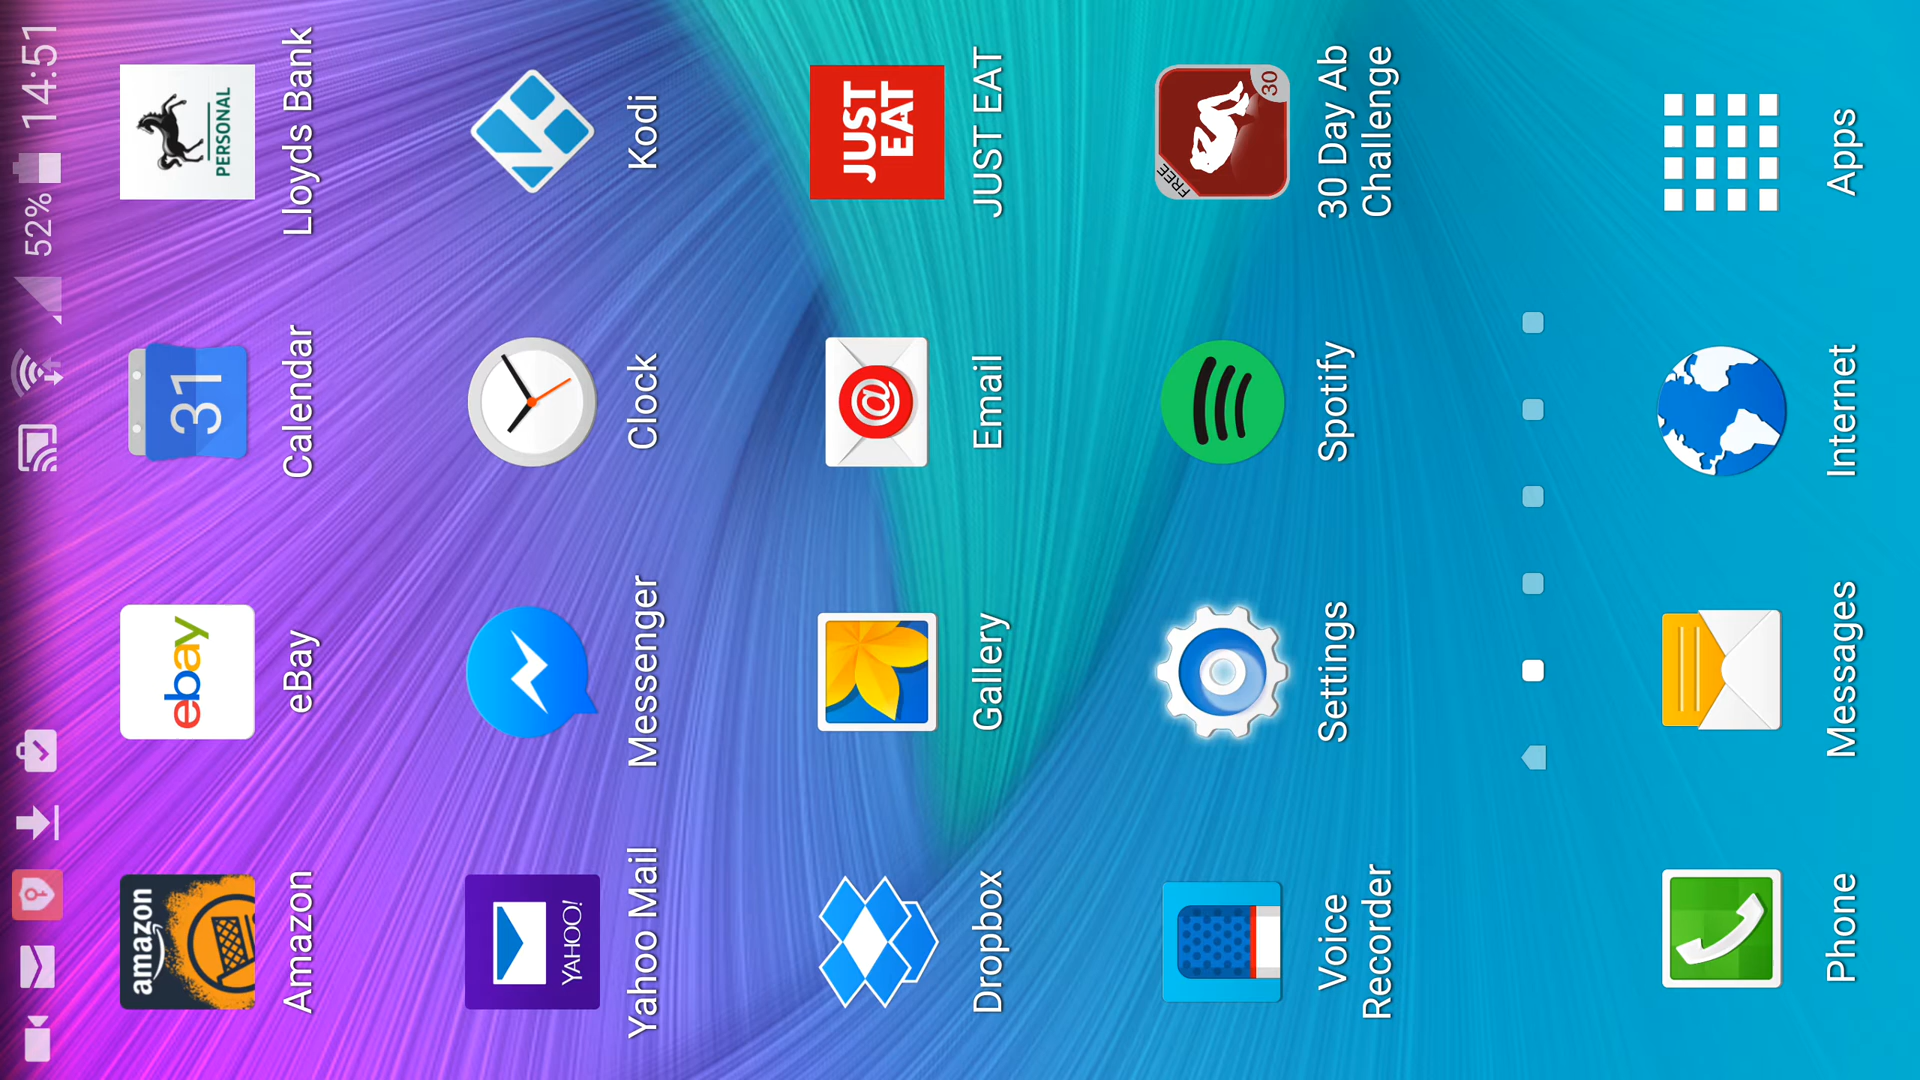 52% 14:51
amazon
ebay
31
PERSONAL
Amazon eBay Calendar Lloyds Bank
YAHOO!
Yahoo Mail Messenger Clock Kodi
@
JUST
EAT
Dropbox Gallery Email JUST EAT
FREE
30
Voice
Recorder
Settings Spotify
30 Day Ab
Challenge
Phone Messages Internet Apps